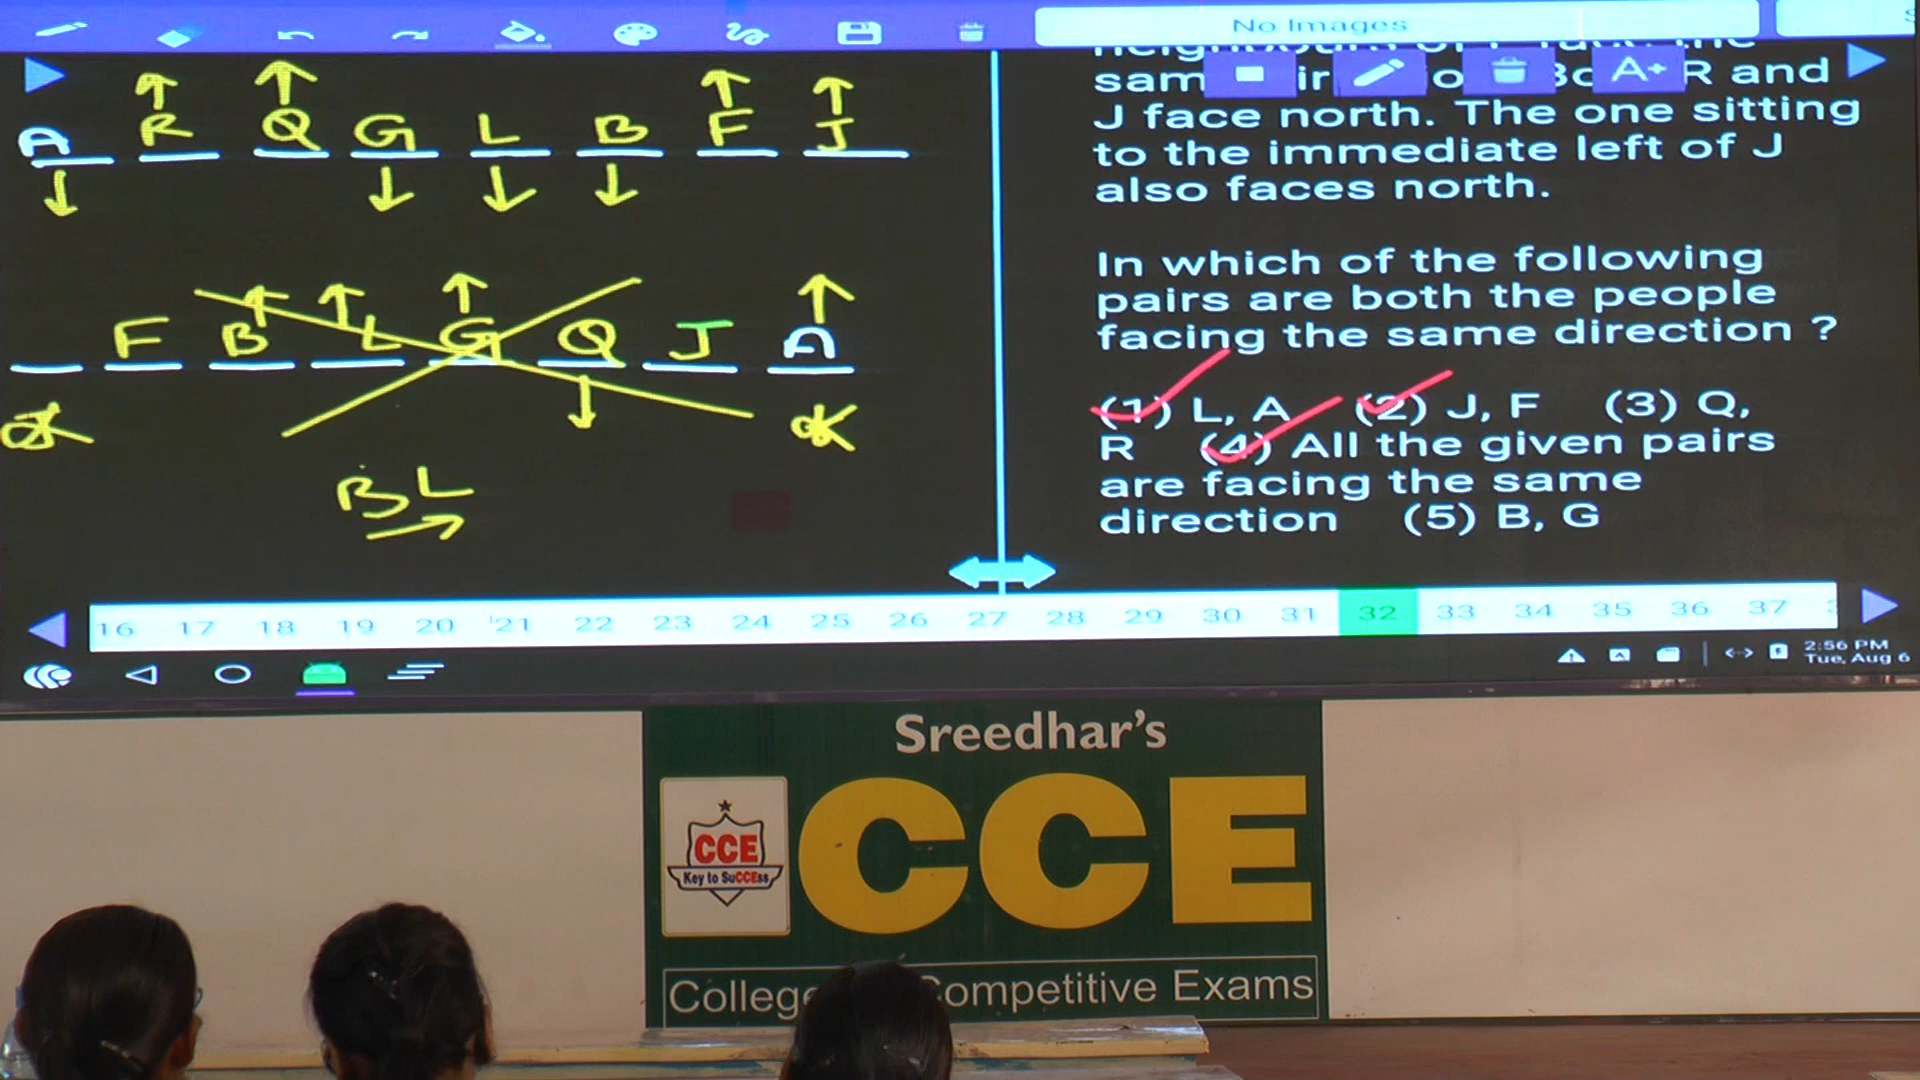 No Images
A R Q G L B F J
same
A+
R and
J face north. The one sitting
to the immediate left of J
also faces north.
F B L G Q J A
In which of the following
pairs are both the people
facing the same direction ?
(1) L, A (2) J, F (3) Q,
R (4) All the given pairs
are facing the same
direction (5) B, G
B L
16 17 18 19 20 21 22 23 24 25 26 27 28 29 30 31 32 33 34 35 36 37
2:56 PM
Tue, Aug 6
Sreedhar's
CCE
CCE
Key to SuCCEss
College Competitive Exams